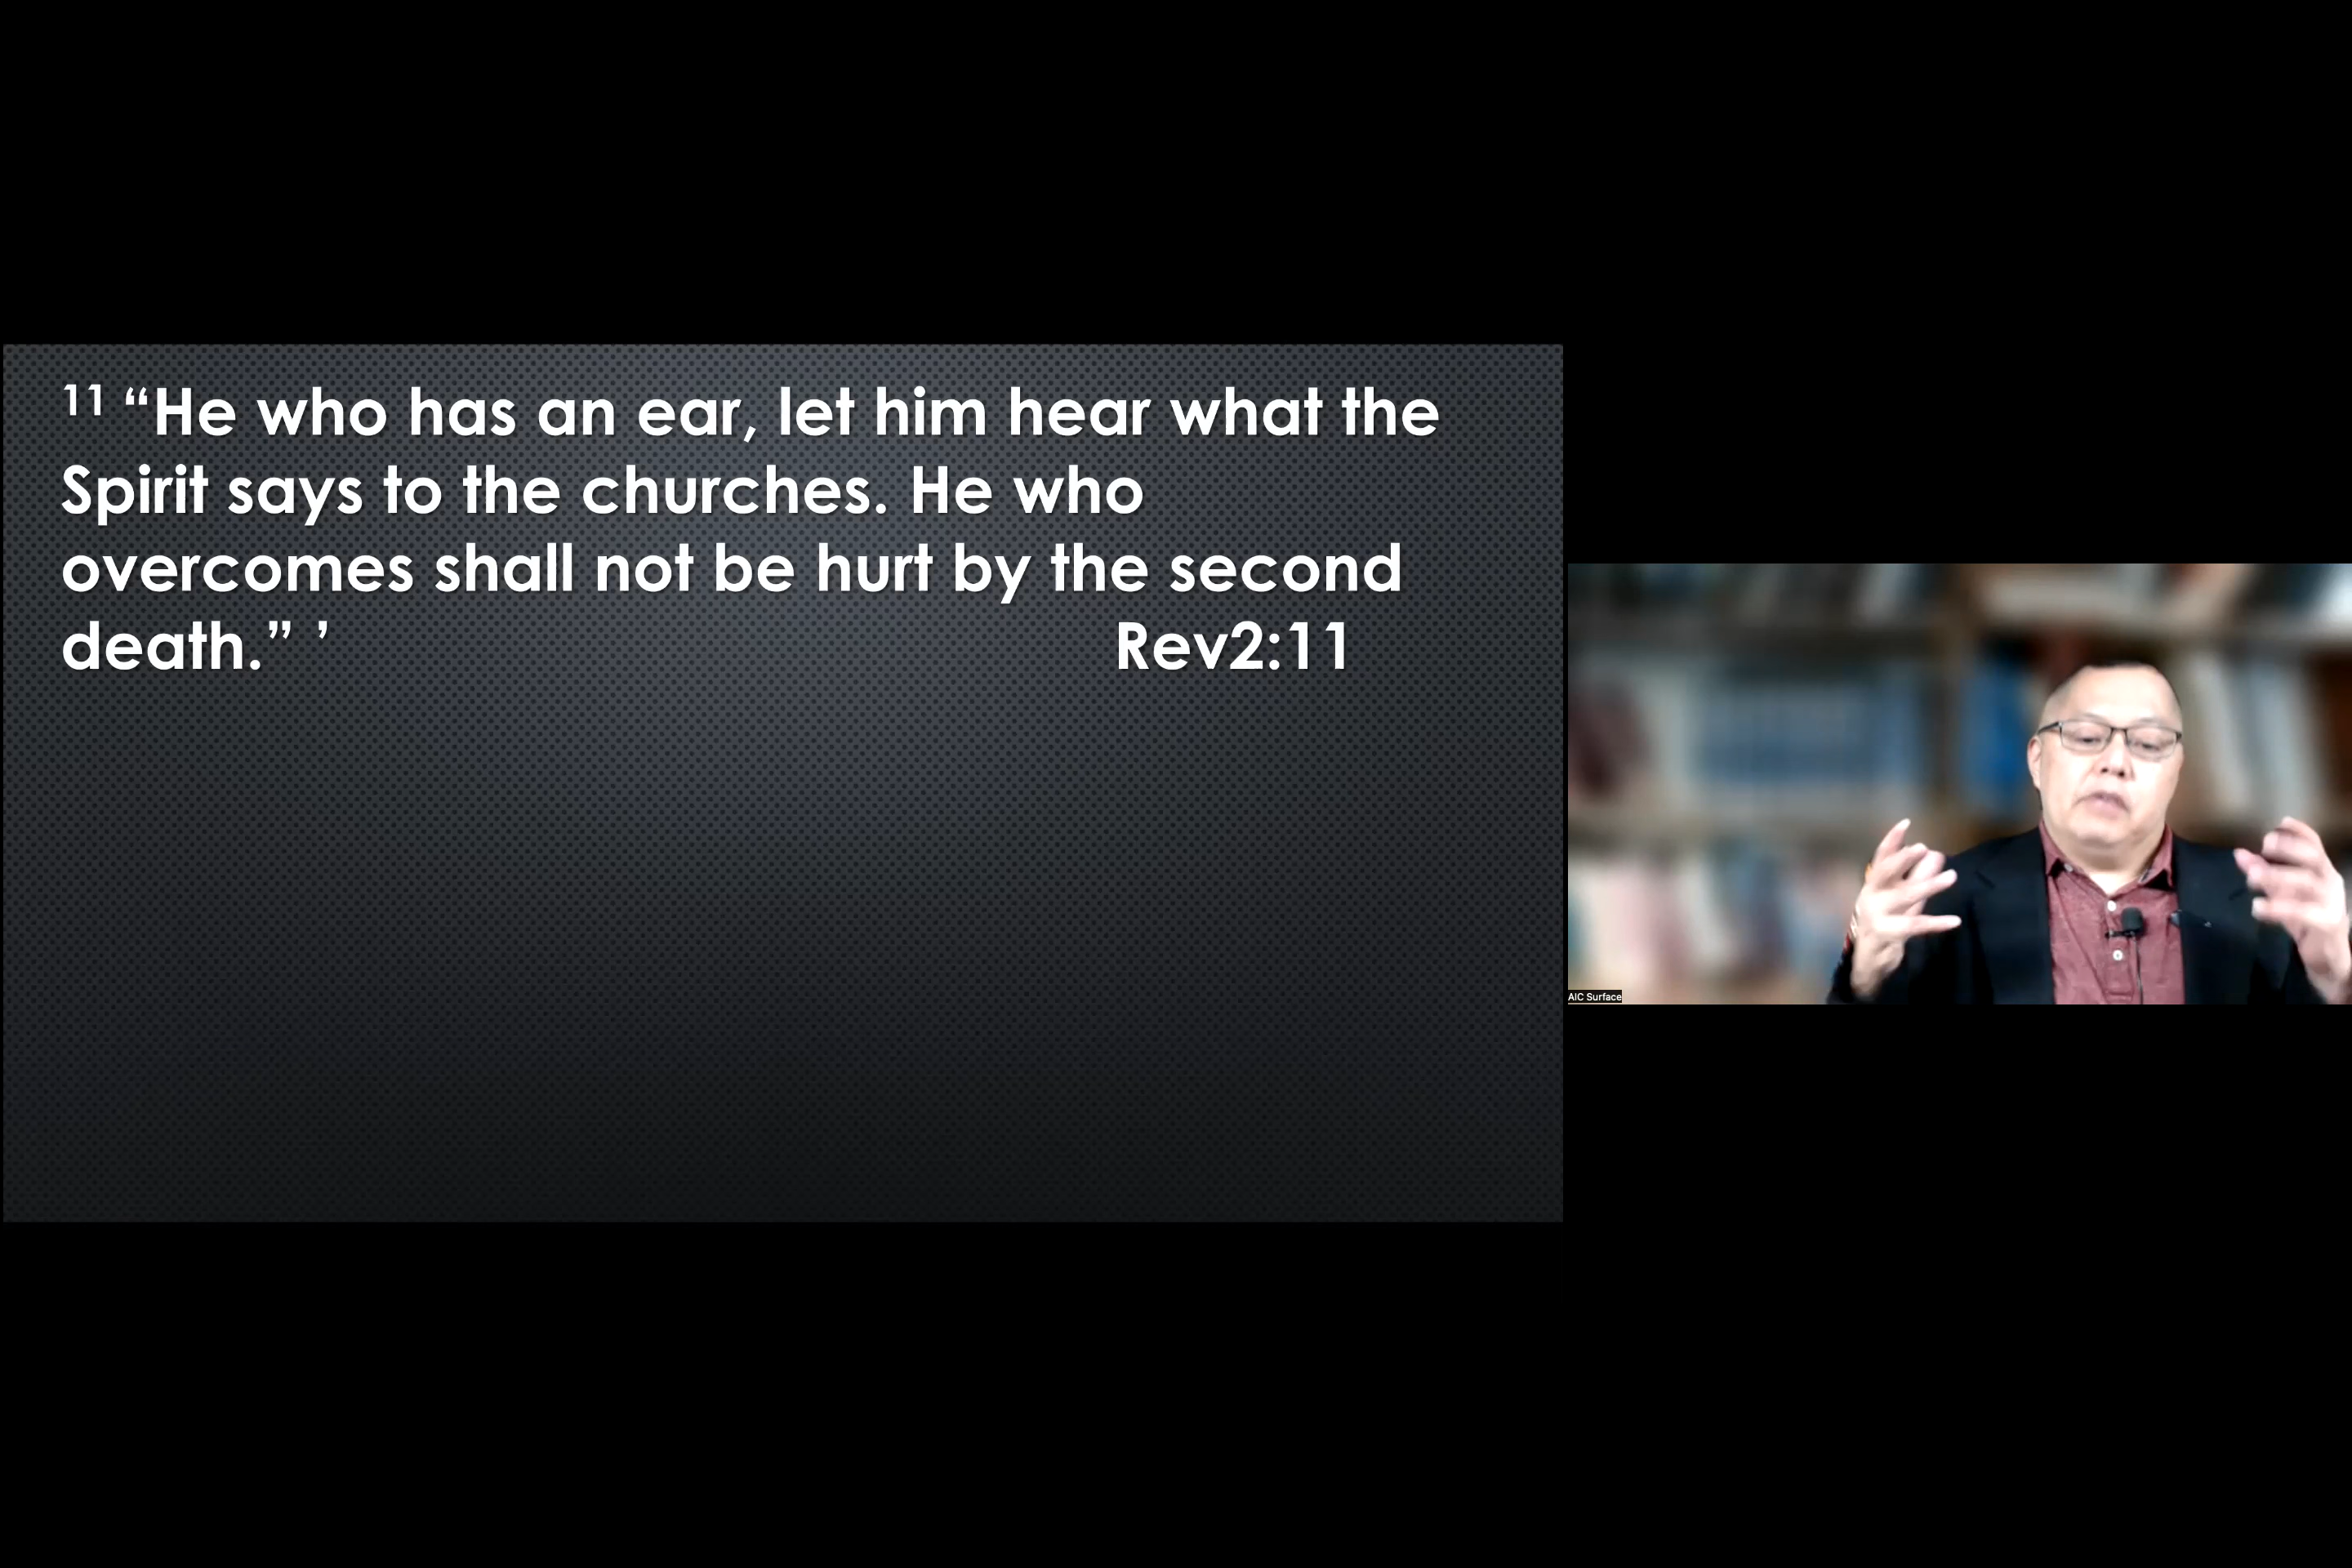 11 “He who has an ear, let him hear what the
Spirit says to the churches. He who
overcomes shall not be hurt by the second
death.” ’ Rev2:11
AIC Surface